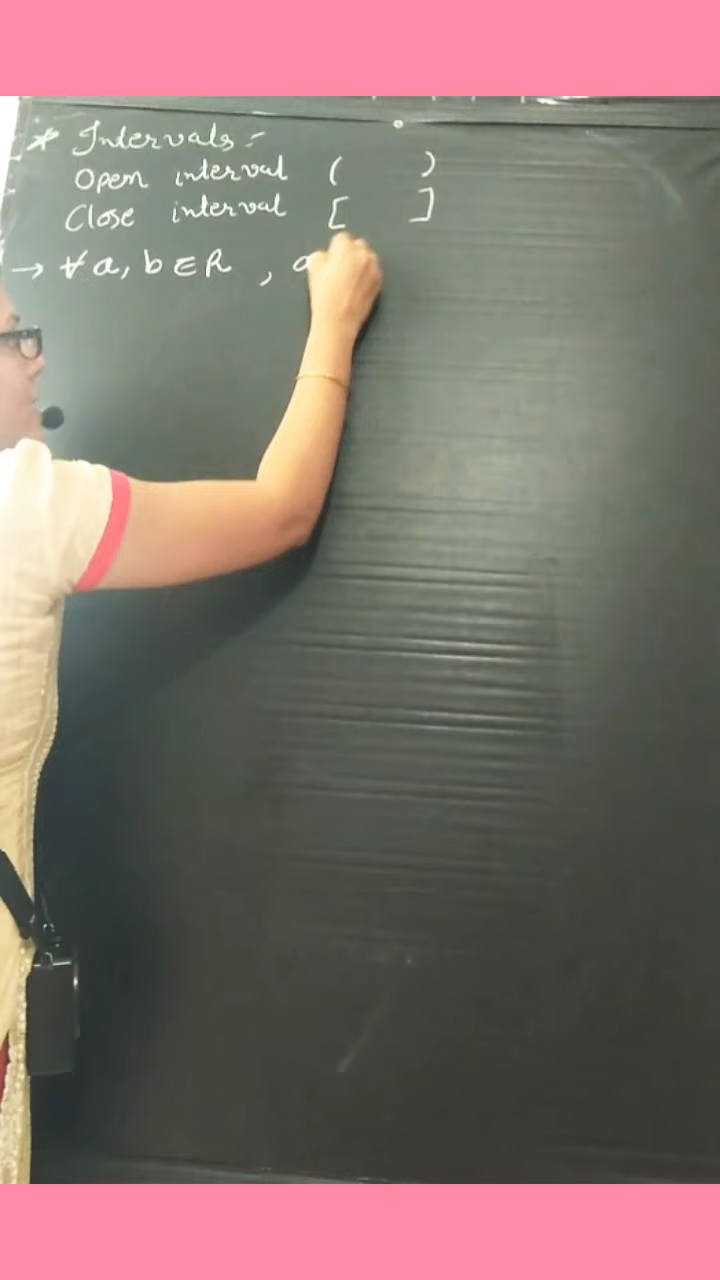 * Intervals :-
Open interval ( )
Close interval [ ]
→ ∀ a, b ∈ R , a